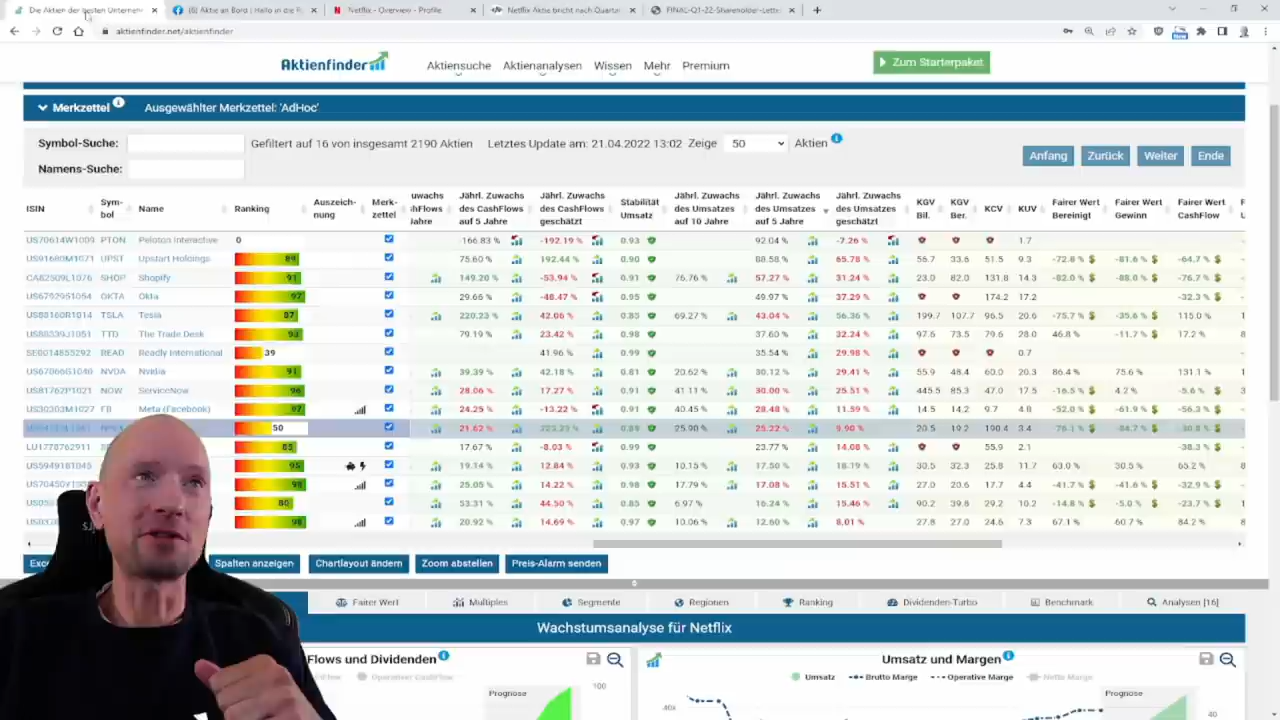 Die Aktien der besten Unterneh
(6) Aktie an Bord | Hallo in die R
Netflix - Overview - Profile
Netflix Aktie bricht nach Quartal
FINAL-Q1-22-Shareholder-Lette
aktienfinder.net/aktienfinder
Aktienfinder
Aktiensuche Aktienanalysen Wissen Mehr Premium
Zum Starterpaket
Merkzettel Ausgewählter Merkzettel: 'AdHoc'
Symbol-Suche: Gefiltert auf 16 von insgesamt 2190 Aktien Letztes Update am: 21.04.2022 13:02 Zeige 50 Aktien
Namens-Suche:
Anfang Zurück Weiter Ende
ISIN Sym-bol Name Ranking Auszeich-nung Merk-zettel Jährl. Zuwachs des CashFlows auf 5 Jahre Jährl. Zuwachs des CashFlows geschätzt Stabilität Umsatz Jährl. Zuwachs des Umsatzes auf 10 Jahre Jährl. Zuwachs des Umsatzes auf 5 Jahre Jährl. Zuwachs des Umsatzes geschätzt KGV Bil. KGV Ber. KCV KUV Fairer Wert Bereinigt Fairer Wert Gewinn Fairer Wert CashFlow
US70614W1009 PTON Peloton Interactive 0 -166.83 % -192.19 % 0.93 92.04 % -7.26 % 1.7
US91680M1071 UPST Upstart Holdings 89 75.60 % 192.44 % 0.90 88.58 % 65.78 % 56.7 33.6 51.5 9.3 -72.8 % -81.6 % -64.7 %
CA82509L1076 SHOP Shopify 91 149.20 % -53.94 % 0.91 76.76 % 57.27 % 31.24 % 23.0 82.0 131.8 14.3 -82.0 % -88.0 % -76.7 %
US6792951054 OKTA Okta 97 29.66 % -48.47 % 0.95 49.97 % 37.29 % 174.2 17.2 -32.3 %
US88160R1014 TSLA Tesla 87 220.23 % 42.06 % 0.85 69.27 % 43.04 % 56.36 % 199.7 107.7 96.5 20.6 -75.7 % -35.6 % 115.0 %
US88339J1051 TTD The Trade Desk 93 79.19 % 23.42 % 0.98 37.60 % 32.24 % 97.6 73.5 79.6 28.0 46.8 % -11.7 % 17.2 %
SE0014855292 READ Readly International 39 41.96 % 0.99 35.54 % 29.98 % 0.7
US67066G1040 NVDA Nvidia 91 39.39 % 42.18 % 0.81 20.62 % 30.12 % 29.41 % 55.9 48.4 60.0 20.3 86.4 % 75.6 % 131.1 %
US81762P1021 NOW ServiceNow 96 28.06 % 17.27 % 0.91 41.11 % 30.00 % 25.51 % 445.5 85.3 47.0 17.5 -16.5 % 4.2 % -5.6 %
US30303M1027 FB Meta (Facebook) 97 24.25 % -13.22 % 0.91 40.45 % 28.48 % 11.59 % 14.5 14.2 9.7 4.8 -52.0 % -61.9 % -56.3 %
50 21.62 % 0.89 25.90 % 25.22 % 9.90 % 20.5 19.2 190.4 3.4
LU1778762911 85 17.67 % -8.03 % 0.99 23.77 % 14.08 % 55.9 2.1 -38.3 %
US5949181045 95 19.14 % 12.84 % 0.93 10.15 % 17.50 % 18.19 % 30.5 32.3 25.8 11.7 63.0 % 30.5 % 65.2 %
98 25.05 % 14.22 % 0.98 17.79 % 17.08 % 15.51 % 27.0 20.6 17.7 4.4 -41.7 % -41.6 % -32.9 %
80 53.31 % 44.50 % 0.85 6.97 % 16.24 % 15.46 % 90.2 39.8 29.0 10.2 -14.8 % -5.0 % -23.7 %
98 20.92 % 14.69 % 0.97 10.06 % 12.60 % 8.01 % 27.8 27.0 24.6 7.3 67.1 % 60.7 % 84.2 %
Spalten anzeigen Chartlayout ändern Zoom abstellen Preis-Alarm senden
Fairer Wert Multiples Segmente Regionen Ranking Dividenden-Turbo Benchmark Analysen [16]
Wachstumsanalyse für Netflix
Flows und Dividenden
Umsatz und Margen
Operativer CashFlow
Umsatz Brutto Marge Operative Marge Netto Marge
Prognose 100
40k Prognose 40